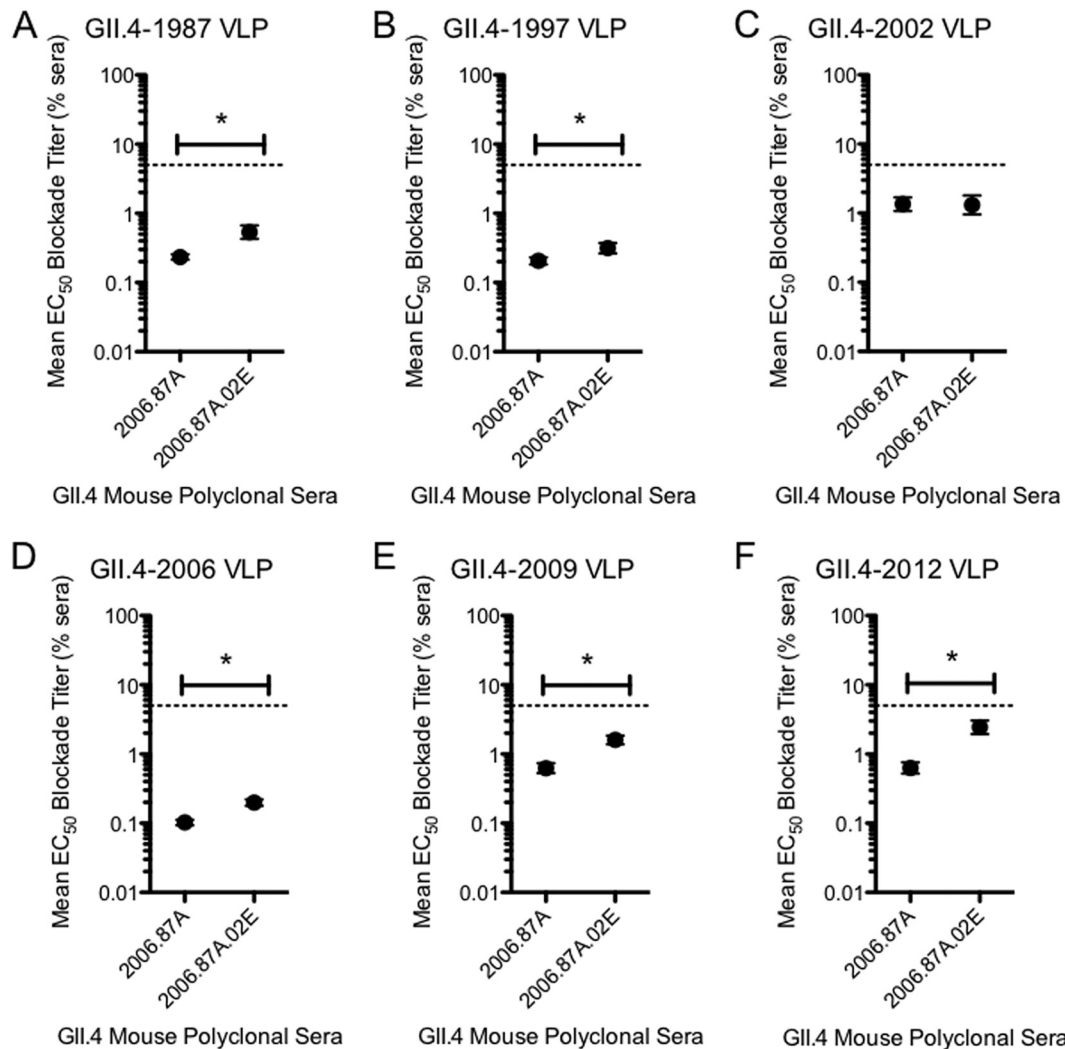 A
GII.4-1987 VLP
Mean EC50 Blockade Titer (% sera)
100
10
1
0.1
0.01
*
2006.87A
2006.87A.02E
GII.4 Mouse Polyclonal Sera
B
GII.4-1997 VLP
Mean EC50 Blockade Titer (% sera)
100
10
1
0.1
0.01
*
2006.87A
2006.87A.02E
GII.4 Mouse Polyclonal Sera
C
GII.4-2002 VLP
Mean EC50 Blockade Titer (% sera)
100
10
1
0.1
0.01
2006.87A
2006.87A.02E
GII.4 Mouse Polyclonal Sera
D
GII.4-2006 VLP
Mean EC50 Blockade Titer (% sera)
100
10
1
0.1
0.01
*
2006.87A
2006.87A.02E
GII.4 Mouse Polyclonal Sera
E
GII.4-2009 VLP
Mean EC50 Blockade Titer (% sera)
100
10
1
0.1
0.01
*
2006.87A
2006.87A.02E
GII.4 Mouse Polyclonal Sera
F
GII.4-2012 VLP
Mean EC50 Blockade Titer (% sera)
100
10
1
0.1
0.01
*
2006.87A
2006.87A.02E
GII.4 Mouse Polyclonal Sera